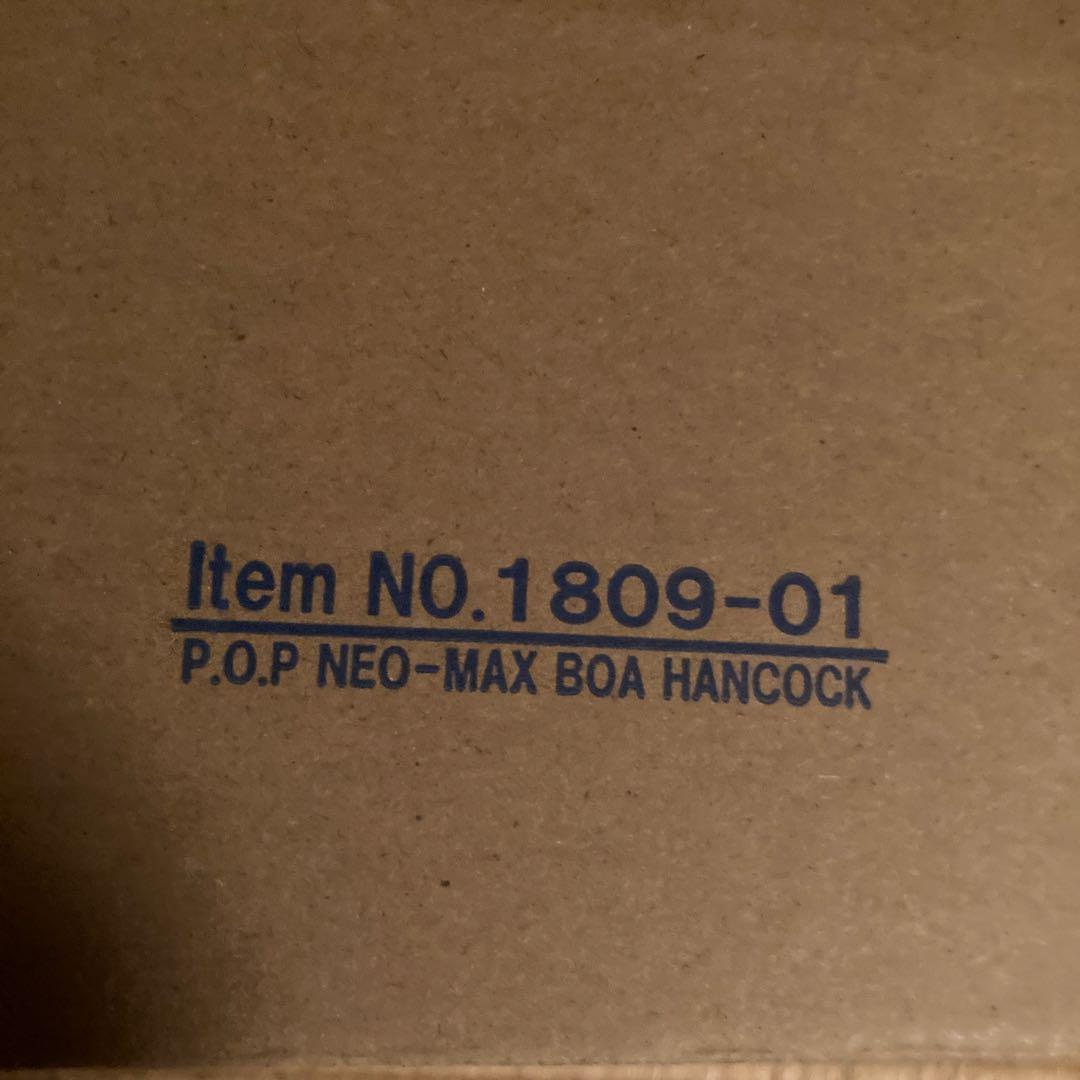 Item NO.1809-01
P.O.P NEO-MAX BOA HANCOCK